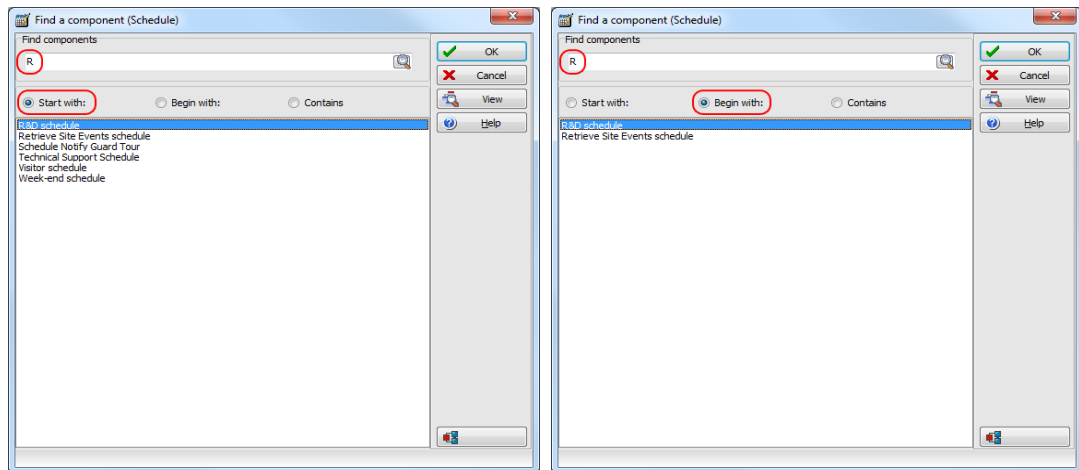 Find a component (Schedule)
Find components
R
Start with:
Begin with:
Contains
R&D schedule
Retrieve Site Events schedule
Schedule Notify Guard Tour
Technical Support Schedule
Visitor schedule
Week-end schedule
OK
Cancel
View
Help
Find a component (Schedule)
Find components
R
Start with:
Begin with:
Contains
R&D schedule
Retrieve Site Events schedule
OK
Cancel
View
Help